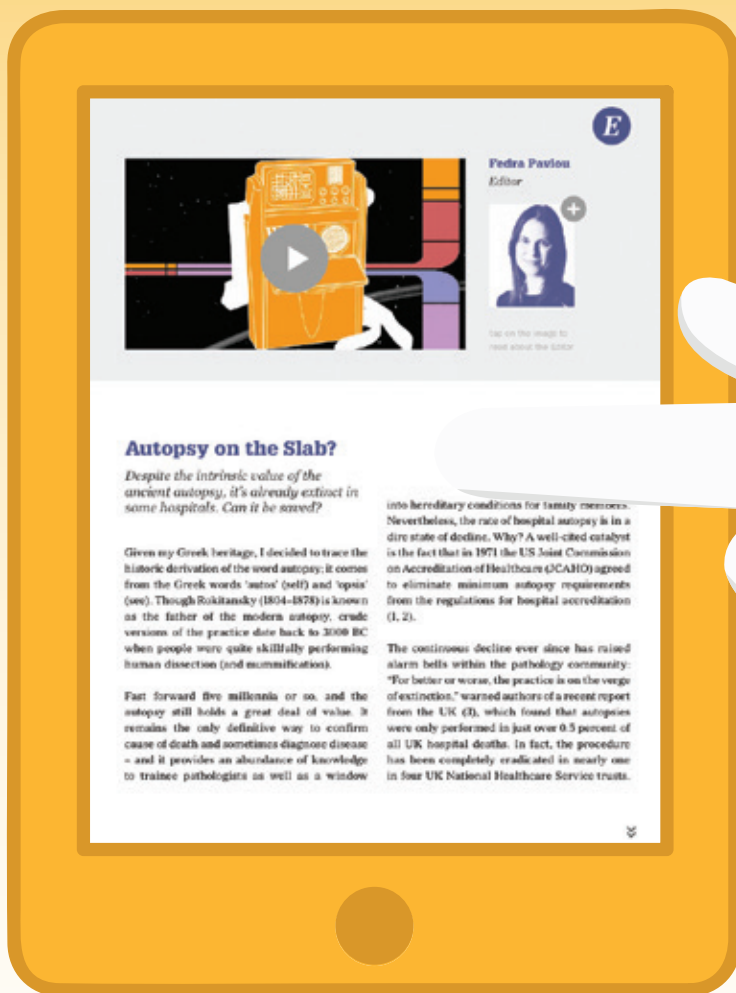 E
Fedra Pavlou
Editor
tap on the image to
read about the Editor
Autopsy on the Slab?
Despite the intrinsic value of the
ancient autopsy, it's already extinct in
some hospitals. Can it be saved?
Given my Greek heritage, I decided to trace the
historic derivation of the word autopsy; it comes
from the Greek words 'autos' (self) and 'opsis'
(see). Though Rokitansky (1804–1878) is known
as the father of the modern autopsy, crude
versions of the practice date back to 3000 BC
when people were quite skillfully performing
human dissection (and mummification).
Fast forward five millennia or so, and the
autopsy still holds a great deal of value. It
remains the only definitive way to confirm
cause of death and sometimes diagnose disease
– and it provides an abundance of knowledge
to trainee pathologists as well as a window
into hereditary conditions for family members.
Nevertheless, the rate of hospital autopsy is in a
dire state of decline. Why? A well-cited catalyst
is the fact that in 1971 the US Joint Commission
on Accreditation of Healthcare (JCAHO) agreed
to eliminate minimum autopsy requirements
from the regulations for hospital accreditation
(1, 2).
The continuous decline ever since has raised
alarm bells within the pathology community:
"For better or worse, the practice is on the verge
of extinction," warned authors of a recent report
from the UK (3), which found that autopsies
were only performed in just over 0.5 percent of
all UK hospital deaths. In fact, the procedure
has been completely eradicated in nearly one
in four UK National Healthcare Service trusts.